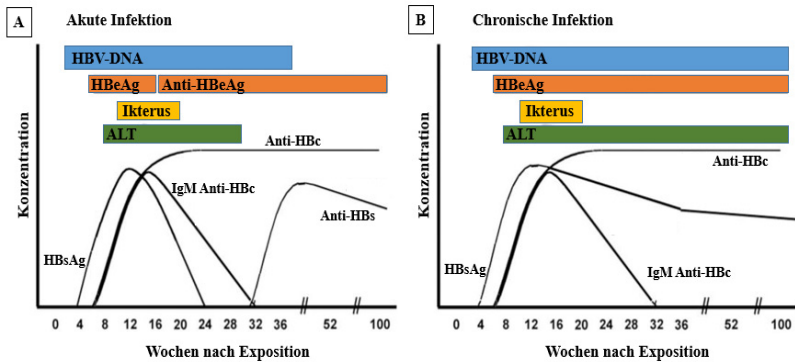 A
Akute Infektion
HBV-DNA
HBeAg Anti-HBeAg
Ikterus
ALT
Anti-HBc
IgM Anti-HBc
Anti-HBs
HBsAg
Konzentration
0 4 8 12 16 20 24 28 32 36 52 100
Wochen nach Exposition
B
Chronische Infektion
HBV-DNA
HBeAg
Ikterus
ALT
Anti-HBc
HBsAg
IgM Anti-HBc
Konzentration
0 4 8 12 16 20 24 28 32 36 52 100
Wochen nach Exposition